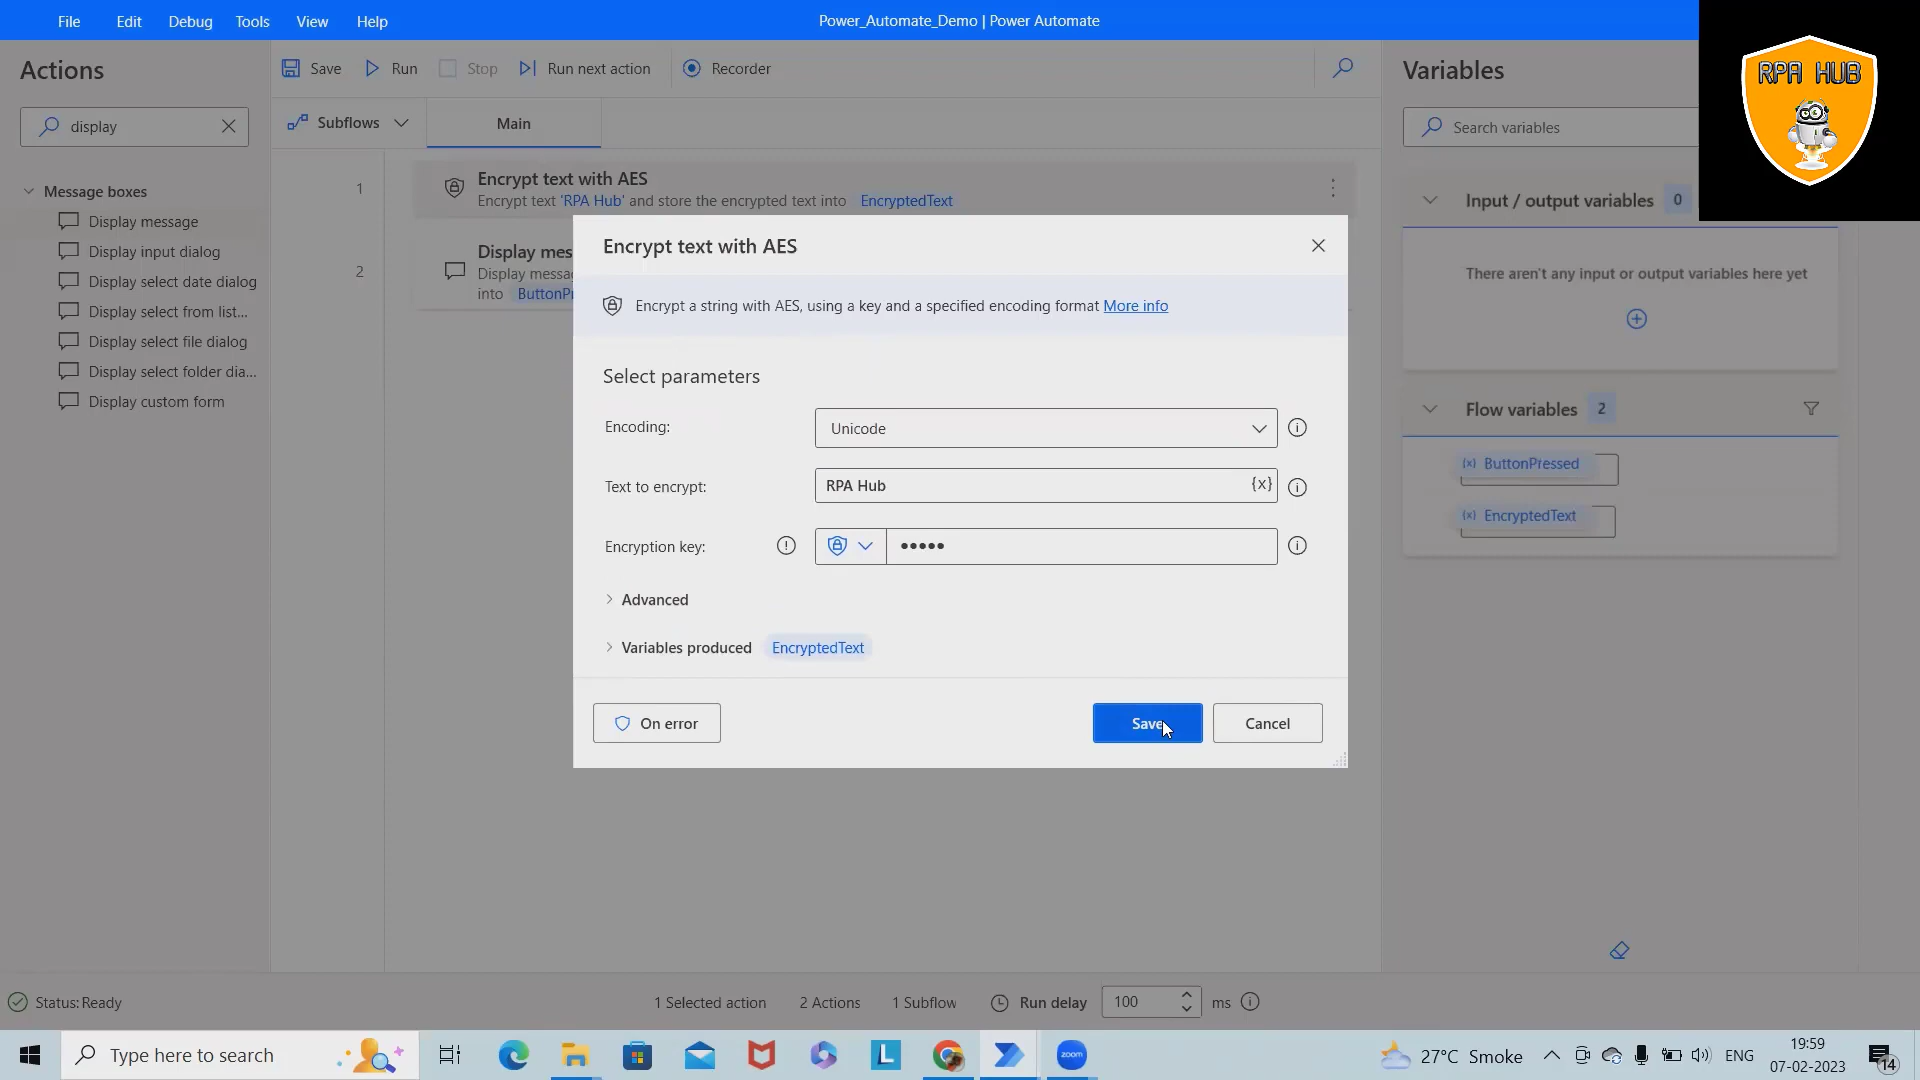 File Edit Debug Tools View Help
Power_Automate_Demo | Power Automate
RPA HUB
Actions
display
Message boxes
Display message
Display input dialog
Display select date dialog
Display select from list...
Display select file dialog
Display select folder dia...
Display custom form
Save Run Stop Run next action Recorder
Subflows Main
1
Encrypt text with AES
Encrypt text 'RPA Hub' and store the encrypted text into EncryptedText
2
Display mes
Display messa
into ButtonPr
Encrypt text with AES
Encrypt a string with AES, using a key and a specified encoding format More info
Select parameters
Encoding: Unicode
Text to encrypt: RPA Hub {x}
Encryption key: •••••
Advanced
Variables produced EncryptedText
On error Save Cancel
Variables
Search variables
Input / output variables 0
There aren't any input or output variables here yet
Flow variables 2
{x} ButtonPressed
{x} EncryptedText
Status: Ready 1 Selected action 2 Actions 1 Subflow Run delay 100 ms
Type here to search
L
zoom
27°C Smoke
ENG
19:59
07-02-2023
14